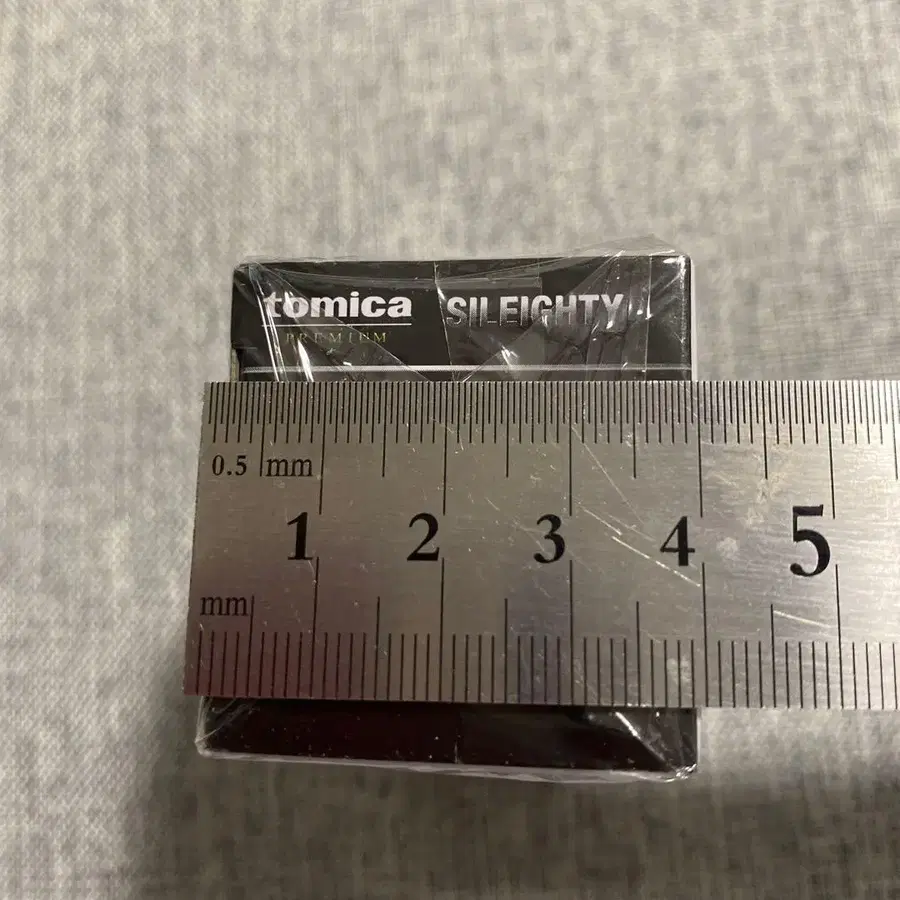 tomica SILEIGHTY
PREMIUM
0.5 mm
1 2 3 4 5
mm